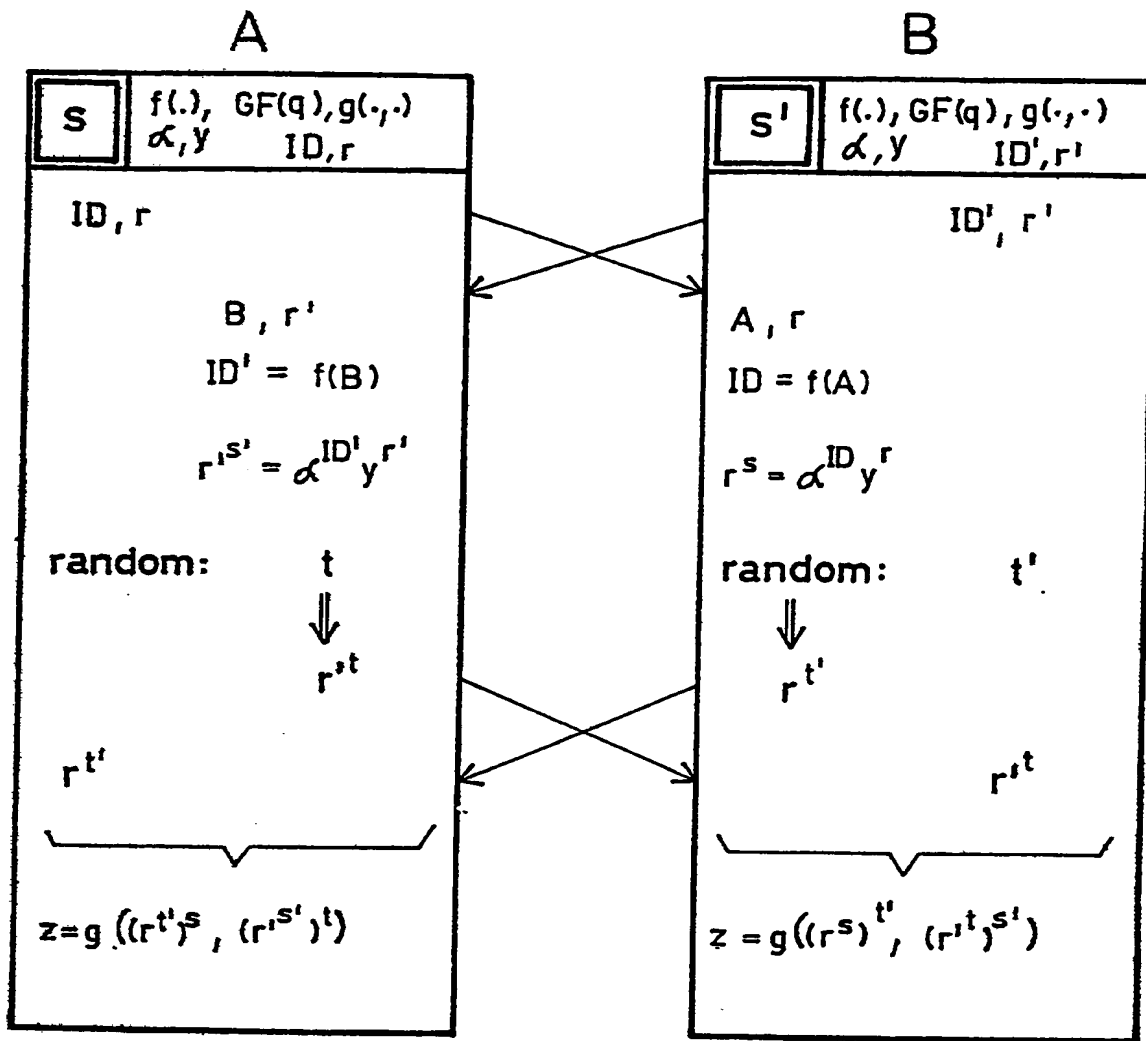 A
s
f(.), GF(q), g(.,.)
α, y ID, r
ID, r
B, r'
ID' = f(B)
r'^s' = α^ID' y^r'
random: t
⇓
r'^t
r^t'
z=g((r^t')^s, (r'^s')^t)
B
s'
f(.), GF(q), g(.,.)
α, y ID', r'
ID', r'
A, r
ID = f(A)
r^s = α^ID y^r
random: t'
⇓
r^t'
r'^t
z = g((r^s)^t', (r'^t)^s')